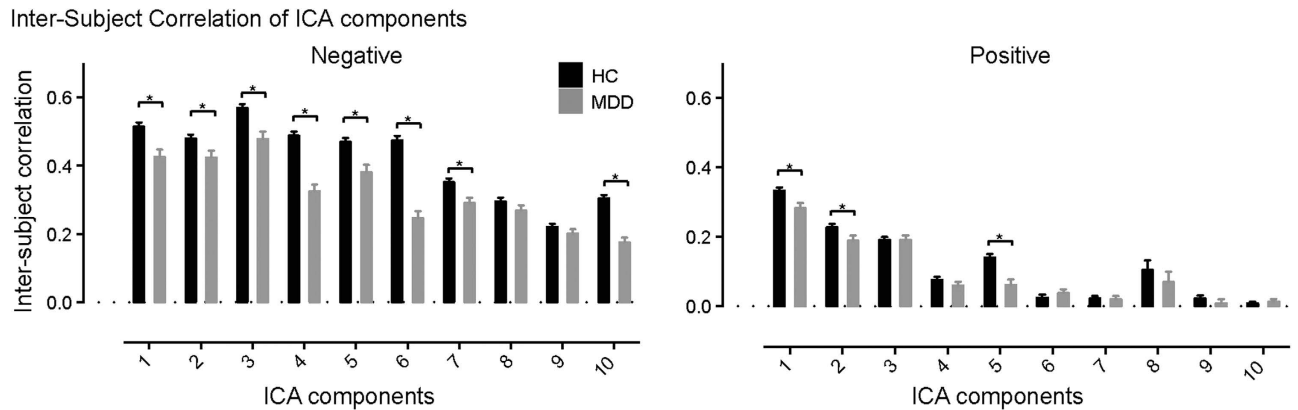 Inter-Subject Correlation of ICA components
Negative
HC
MDD
Inter-subject correlation
0.6
0.4
0.2
0.0
* * * * * * * *
1 2 3 4 5 6 7 8 9 10
ICA components
Positive
0.6
0.4
0.2
0.0
* * *
1 2 3 4 5 6 7 8 9 10
ICA components